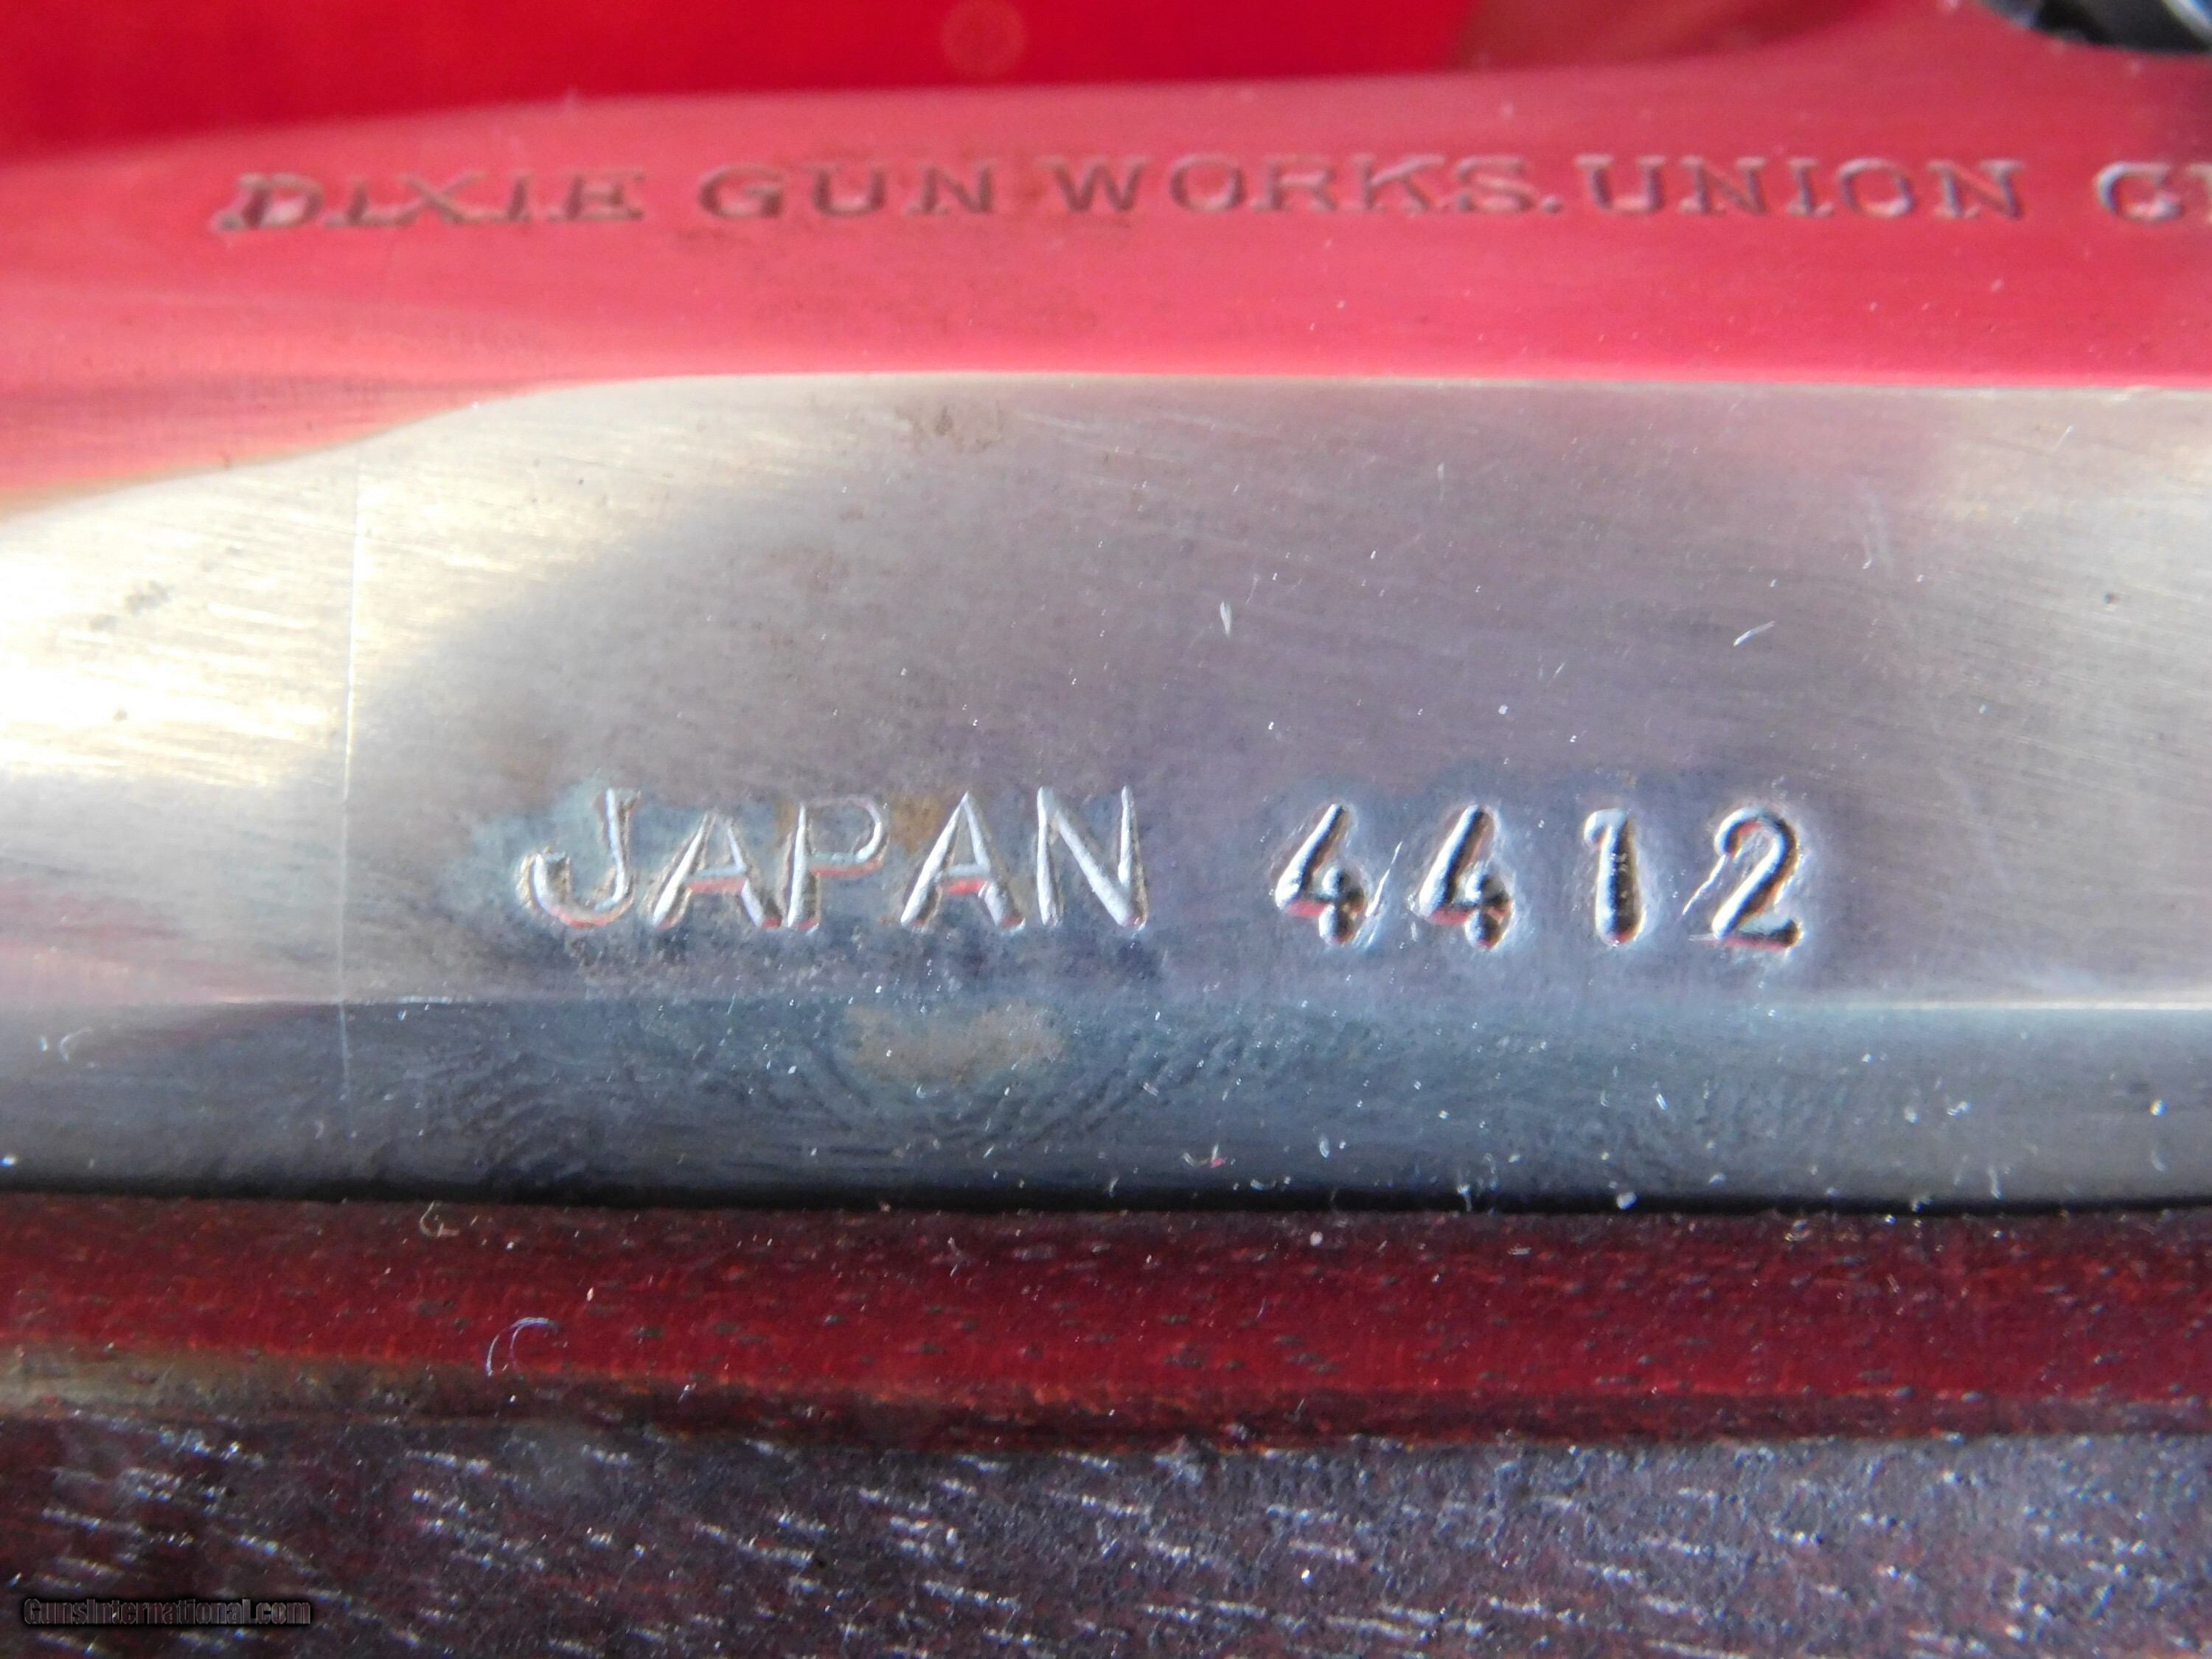 DIXIE GUN WORKS. UNION
JAPAN 4412
GunsInternational.com